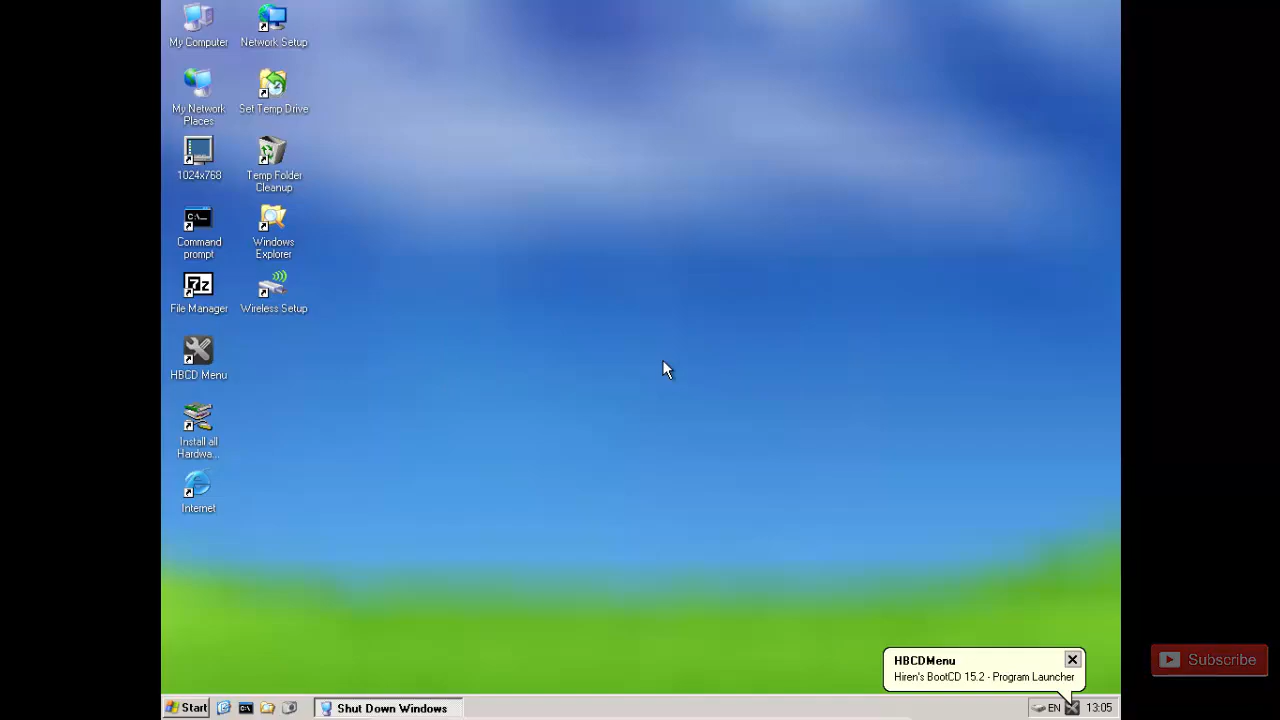 My Computer
Network Setup
My Network
Places
Set Temp Drive
1024x768
Temp Folder
Cleanup
Command
prompt
Windows
Explorer
File Manager
Wireless Setup
HBCD Menu
Install all
Hardwa...
Internet
HBCDMenu
Hiren's BootCD 15.2 - Program Launcher
Subscribe
Start
Shut Down Windows
EN
13:05